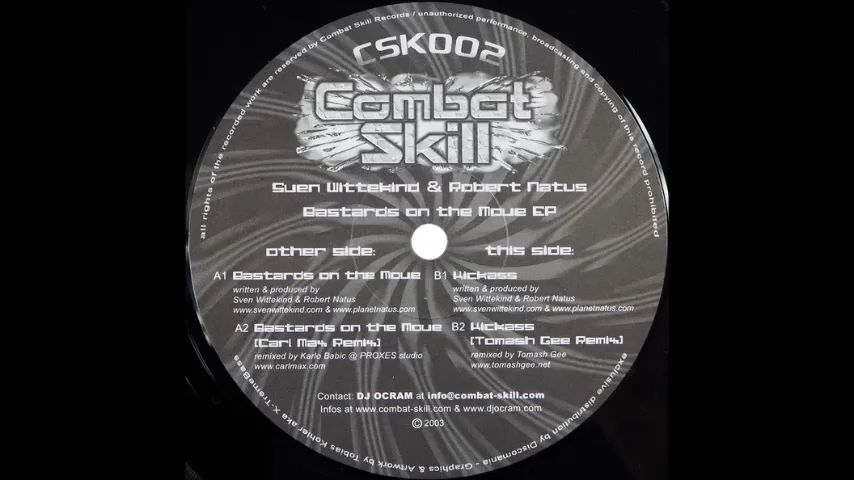 all rights of the recorded work are reserved by Combat Skill Records / unauthorized performance, broadcasting and copying of this record prohibited
CSK002
Combat
Skill
Sven Wittekind & Robert Natus
Bastards on the Move EP
other side:
A1 Bastards on the Move
written & produced by
Sven Wittekind & Robert Natus
www.svenwittekind.com & www.planetnatus.com
A2 Bastards on the Move
[Carl Max Remix]
remixed by Karlo Babic @ PROXES studio
www.carlmax.com
this side:
B1 Kickass
written & produced by
Sven Wittekind & Robert Natus
www.svenwittekind.com & www.planetnatus.com
B2 Kickass
[Tomash Gee Remix]
remixed by Tomash Gee
www.tomashgee.net
Contact: DJ OCRAM at info@combat-skill.com
Infos at www.combat-skill.com & www.djocram.com
© 2003
exclusive distribution by Discomania - Graphics & Artwork by Tobias Kohler aka X-TremeBass